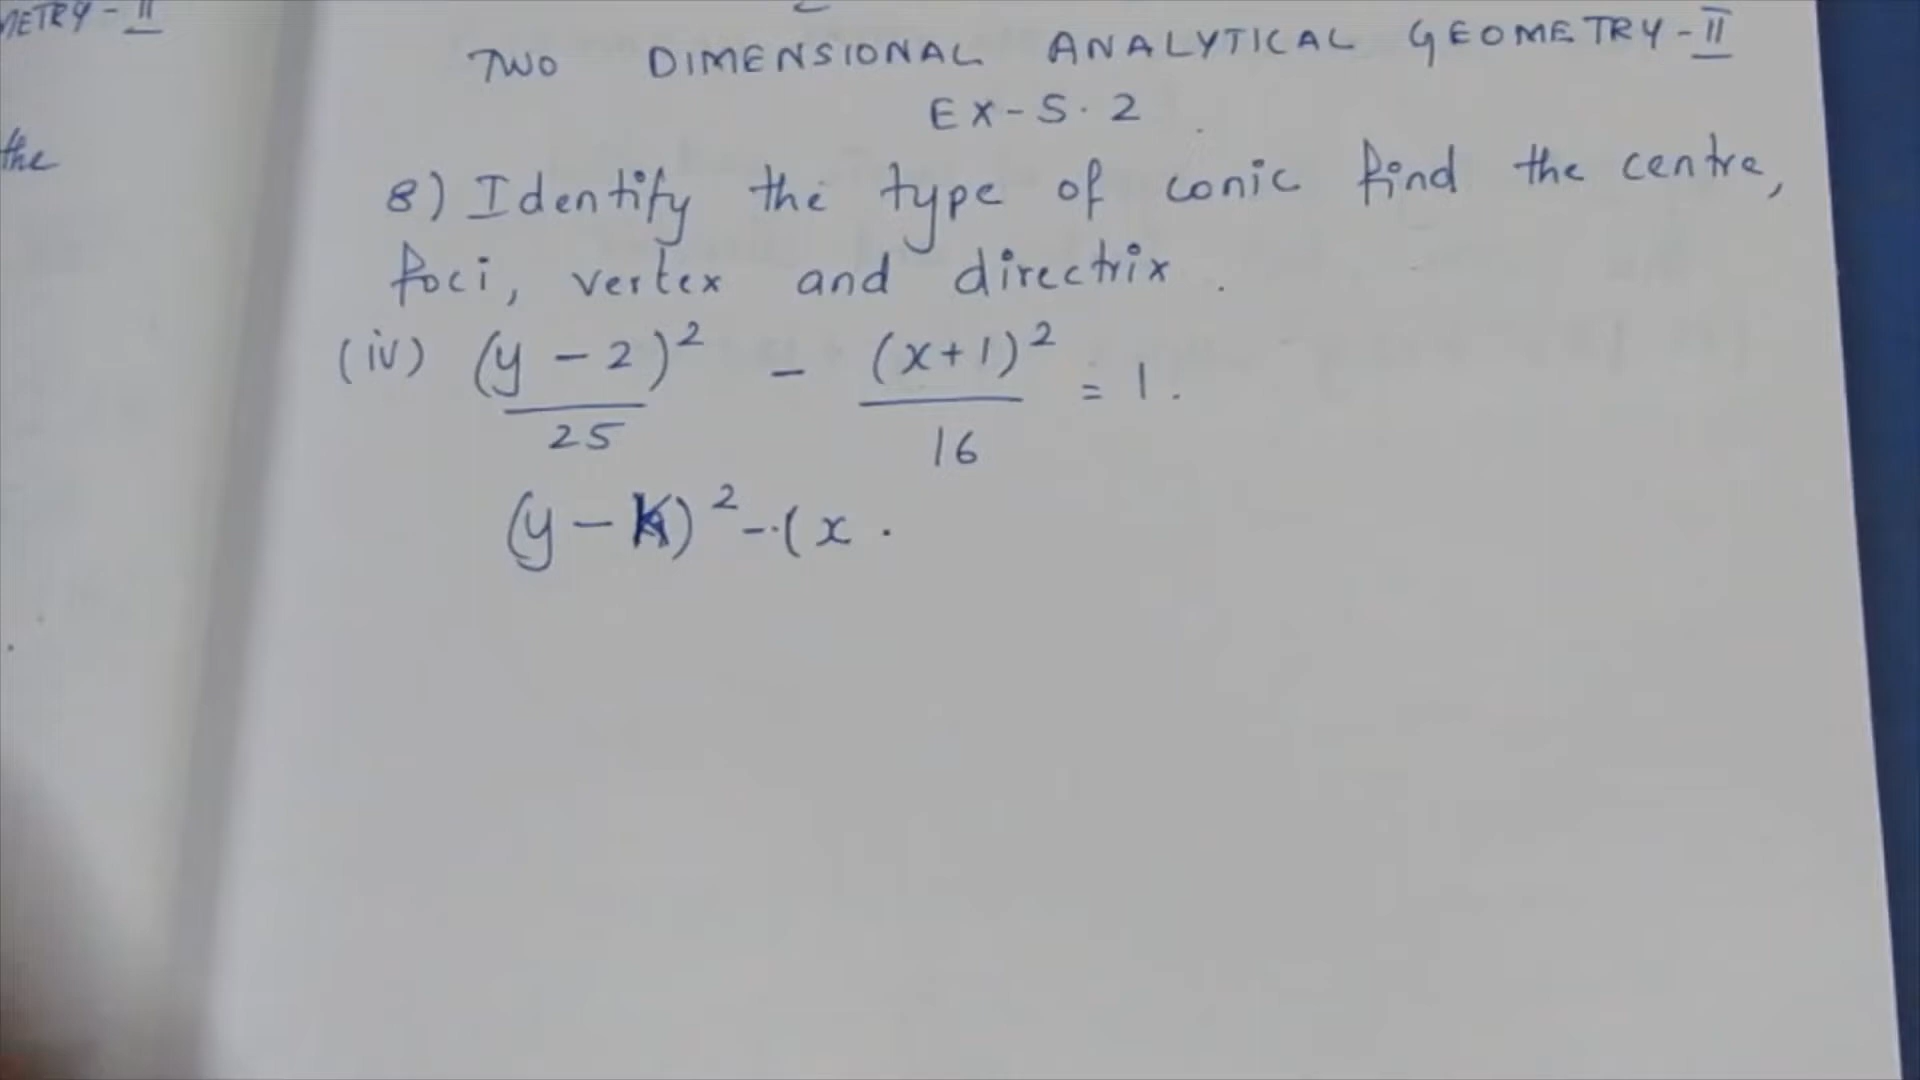 METRY-II
the
TWO DIMENSIONAL ANALYTICAL GEOMETRY-II
EX-5.2
8) Identify the type of conic find the centre,
foci, vertex and directrix.
(iv) (y-2)²/25 - (x+1)²/16 = 1.
(y-k)² - (x